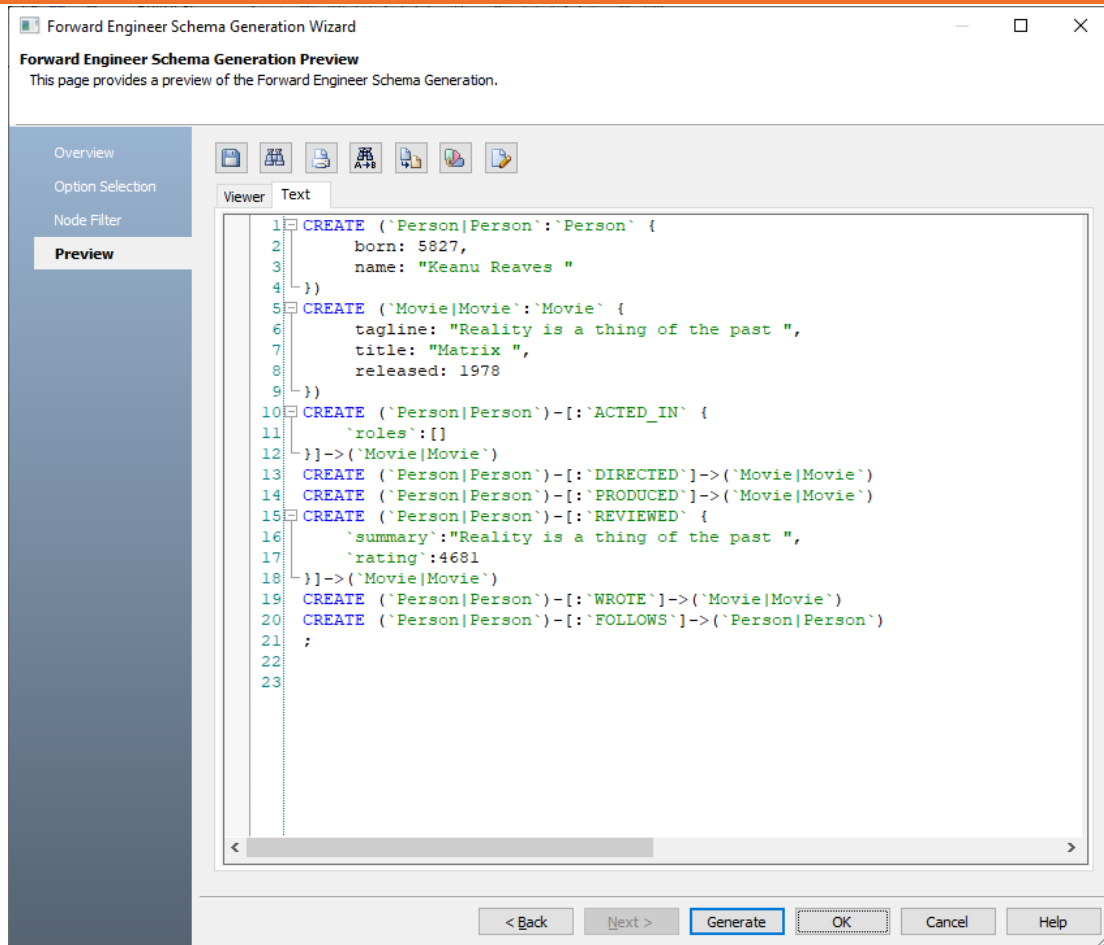 Forward Engineer Schema Generation Wizard
Forward Engineer Schema Generation Preview
This page provides a preview of the Forward Engineer Schema Generation.
Overview
Option Selection
Node Filter
Preview
A→B
Viewer Text
1 CREATE (`Person|Person`:`Person` {
2 born: 5827,
3 name: "Keanu Reaves "
4 })
5 CREATE (`Movie|Movie`:`Movie` {
6 tagline: "Reality is a thing of the past ",
7 title: "Matrix ",
8 released: 1978
9 })
10 CREATE (`Person|Person`)-[:`ACTED_IN` {
11 `roles`:[]
12 }]->(`Movie|Movie`)
13 CREATE (`Person|Person`)-[:`DIRECTED`]->(`Movie|Movie`)
14 CREATE (`Person|Person`)-[:`PRODUCED`]->(`Movie|Movie`)
15 CREATE (`Person|Person`)-[:`REVIEWED` {
16 `summary`:"Reality is a thing of the past ",
17 `rating`:4681
18 }]->(`Movie|Movie`)
19 CREATE (`Person|Person`)-[:`WROTE`]->(`Movie|Movie`)
20 CREATE (`Person|Person`)-[:`FOLLOWS`]->(`Person|Person`)
21 ;
22
23
< Back Next > Generate OK Cancel Help